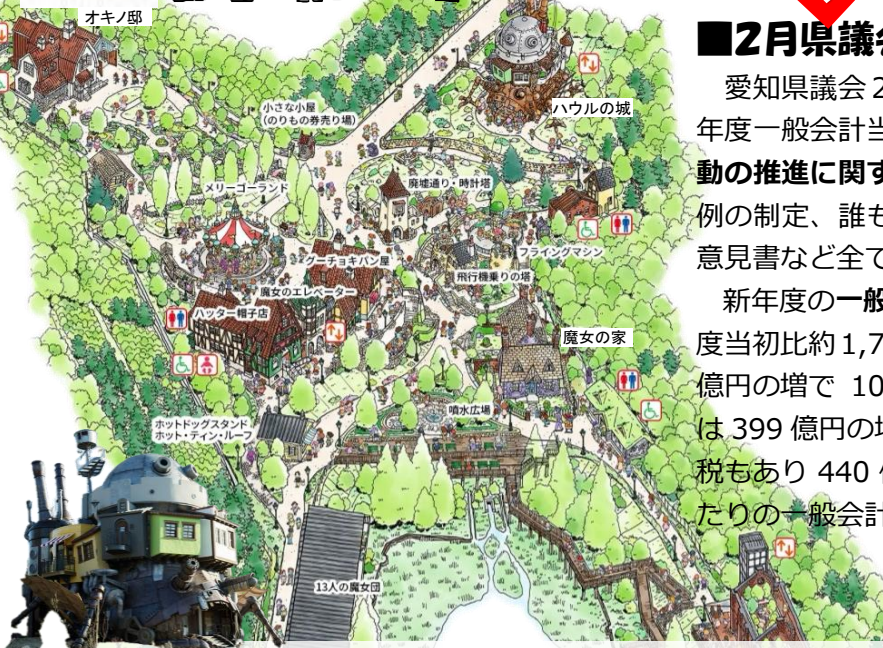 オキノ邸
小さな小屋
(のりもの券売り場)
ハウルの城
メリーゴーランド
廃墟通り・時計塔
フライングマシン
グーチョキパン屋
飛行機乗りの塔
魔女のエレベーター
ハッター帽子店
魔女の家
噴水広場
ホットドッグスタンド
ホット・ティン・ルーフ
13人の魔女団
■2月県議会
愛知県議会2
年度一般会計当
動の推進に関す
例の制定、誰も
意見書など全て
新年度の一般
度当初比約1,7
億円の増で 10
は 399 億円の増
税もあり 440
たりの一般会計